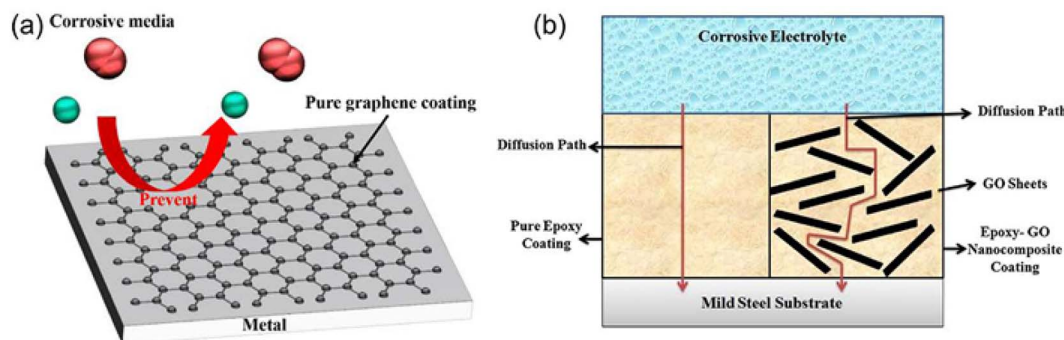 (a)
Corrosive media
Pure graphene coating
Prevent
Metal
(b)
Corrosive Electrolyte
Diffusion Path
Diffusion Path
GO Sheets
Pure Epoxy
Coating
Epoxy- GO
Nanocomposite
Coating
Mild Steel Substrate